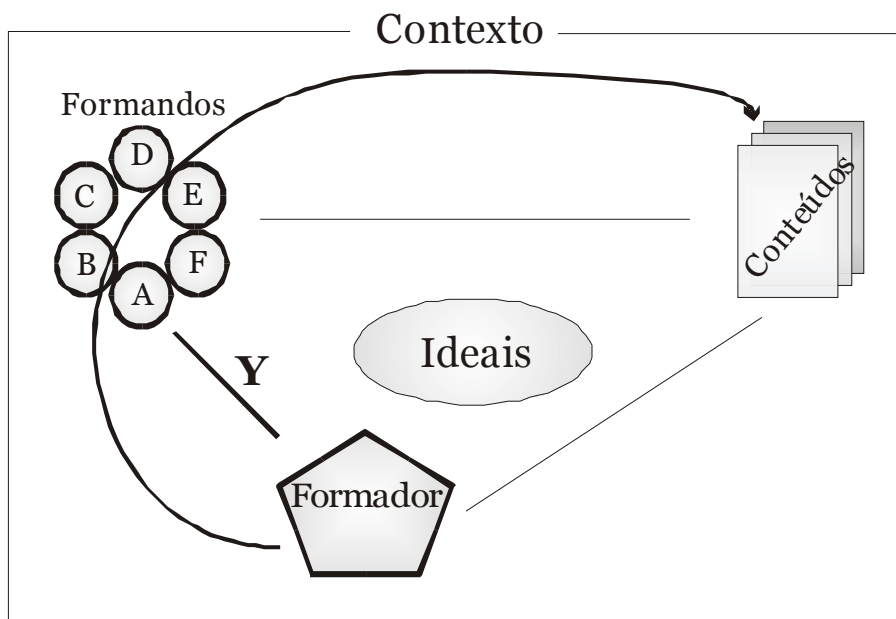 Contexto
Formandos
D
C
E
B
F
A
Conteúdos
Y
Ideais
Formador